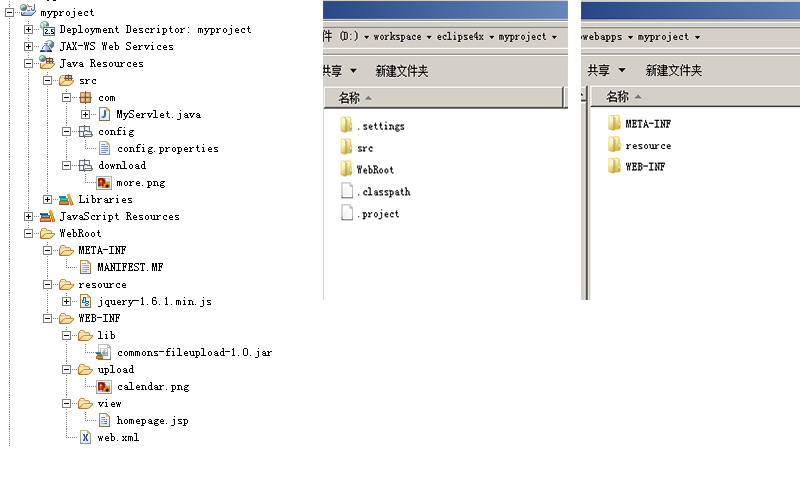 myproject
Deployment Descriptor: myproject
JAX-WS Web Services
Java Resources
src
com
MyServlet.java
config
config.properties
download
more.png
Libraries
JavaScript Resources
WebRoot
META-INF
MANIFEST.MF
resource
jquery-1.6.1.min.js
WEB-INF
lib
commons-fileupload-1.0.jar
upload
calendar.png
view
homepage.jsp
web.xml
件 (D:) workspace eclipse4x myproject
共享 新建文件夹
名称
.settings
src
WebRoot
.classpath
.project
webapps myproject
共享 新建文件夹
名称
META-INF
resource
WEB-INF